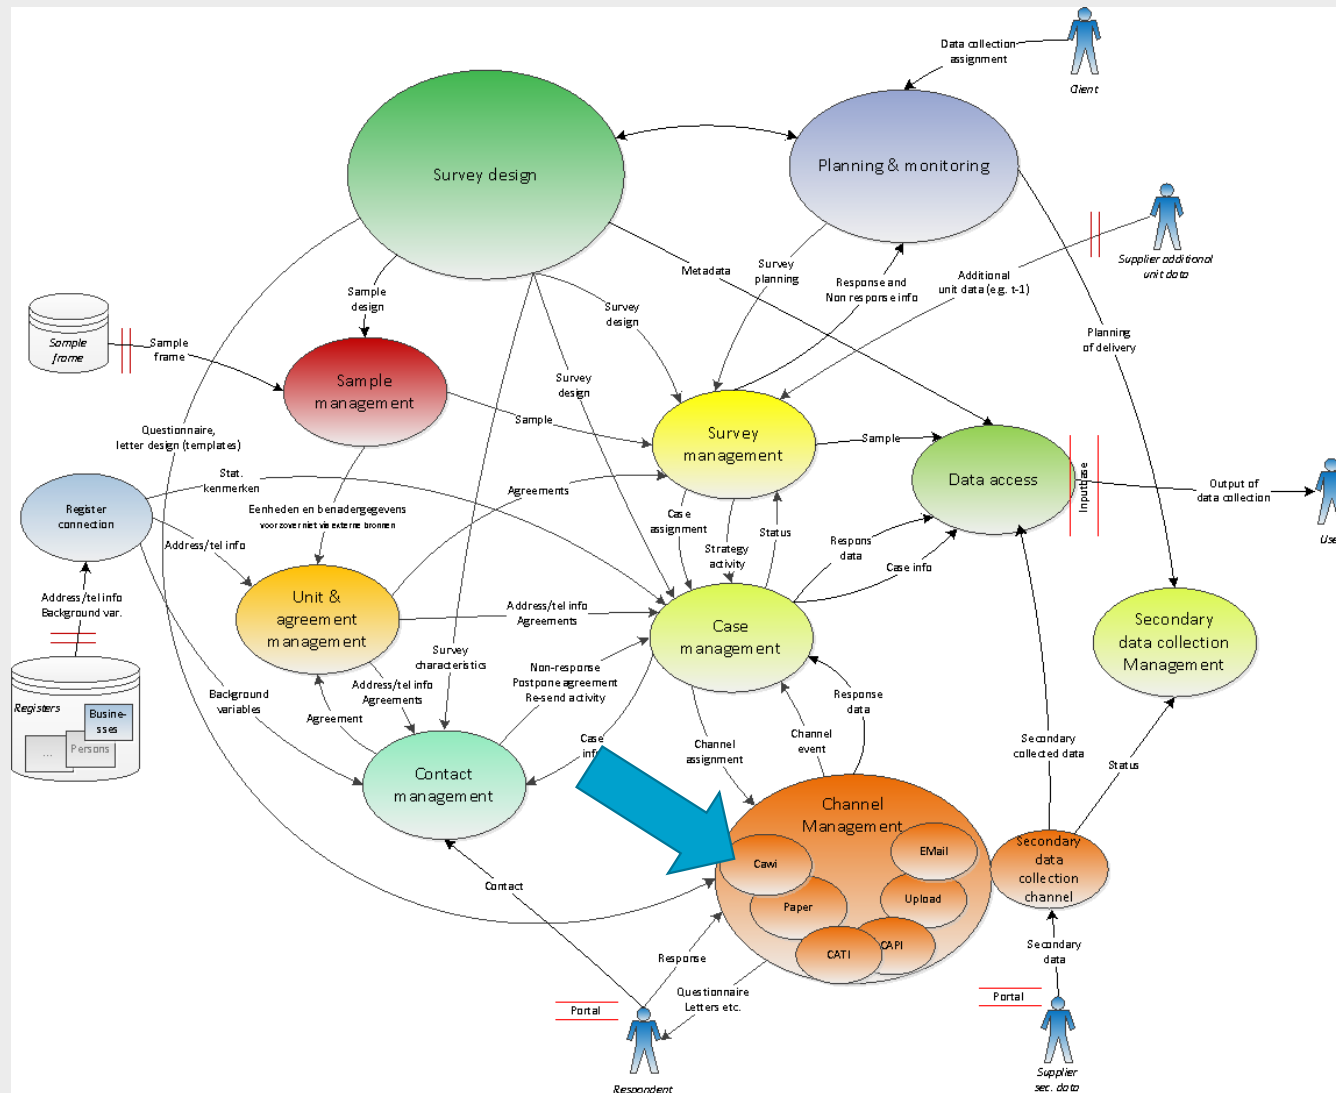 Data collection
assignment
Client
Survey design
Planning & monitoring
Supplier additional
unit data
Metadata
Survey
planning
Response and
Non response info
Additional
unit data (e.g. t-1)
Sample
design
Survey
design
Planning
of delivery
Sample
frame
Sample
frame
Sample
management
Survey
design
Sample
Survey
management
Sample
Questionnaire,
letter design (templates)
Data access
Inputbase
Output of
data collection
Stat.
kenmerken
Agreements
Register
connection
Eenheden en benadergegevens
voor zover niet via externe bronnen
Case
assignment
Strategy
activity
Status
Respons
data
Case info
Address/tel info
Address/tel info
Background var.
Unit &
agreement
management
Address/tel info
Agreements
Case
management
Secondary
data collection
Management
Survey
characteristics
Non-response
Postpone agreement
Re-send activity
Address/tel info
Agreements
Background
variables
Agreement
Response
data
Registers
Busine-
sses
Persons
...
Case
Channel
assignment
Channel
event
Secondary
collected data
Status
Contact
management
Channel
Management
Cawi
EMail
Paper
Upload
CATI
CAPI
Secondary
data
collection
channel
Contact
Response
Questionnaire
Letters etc.
Secondary
data
Portal
Portal
Respondent
Supplier
sec. data